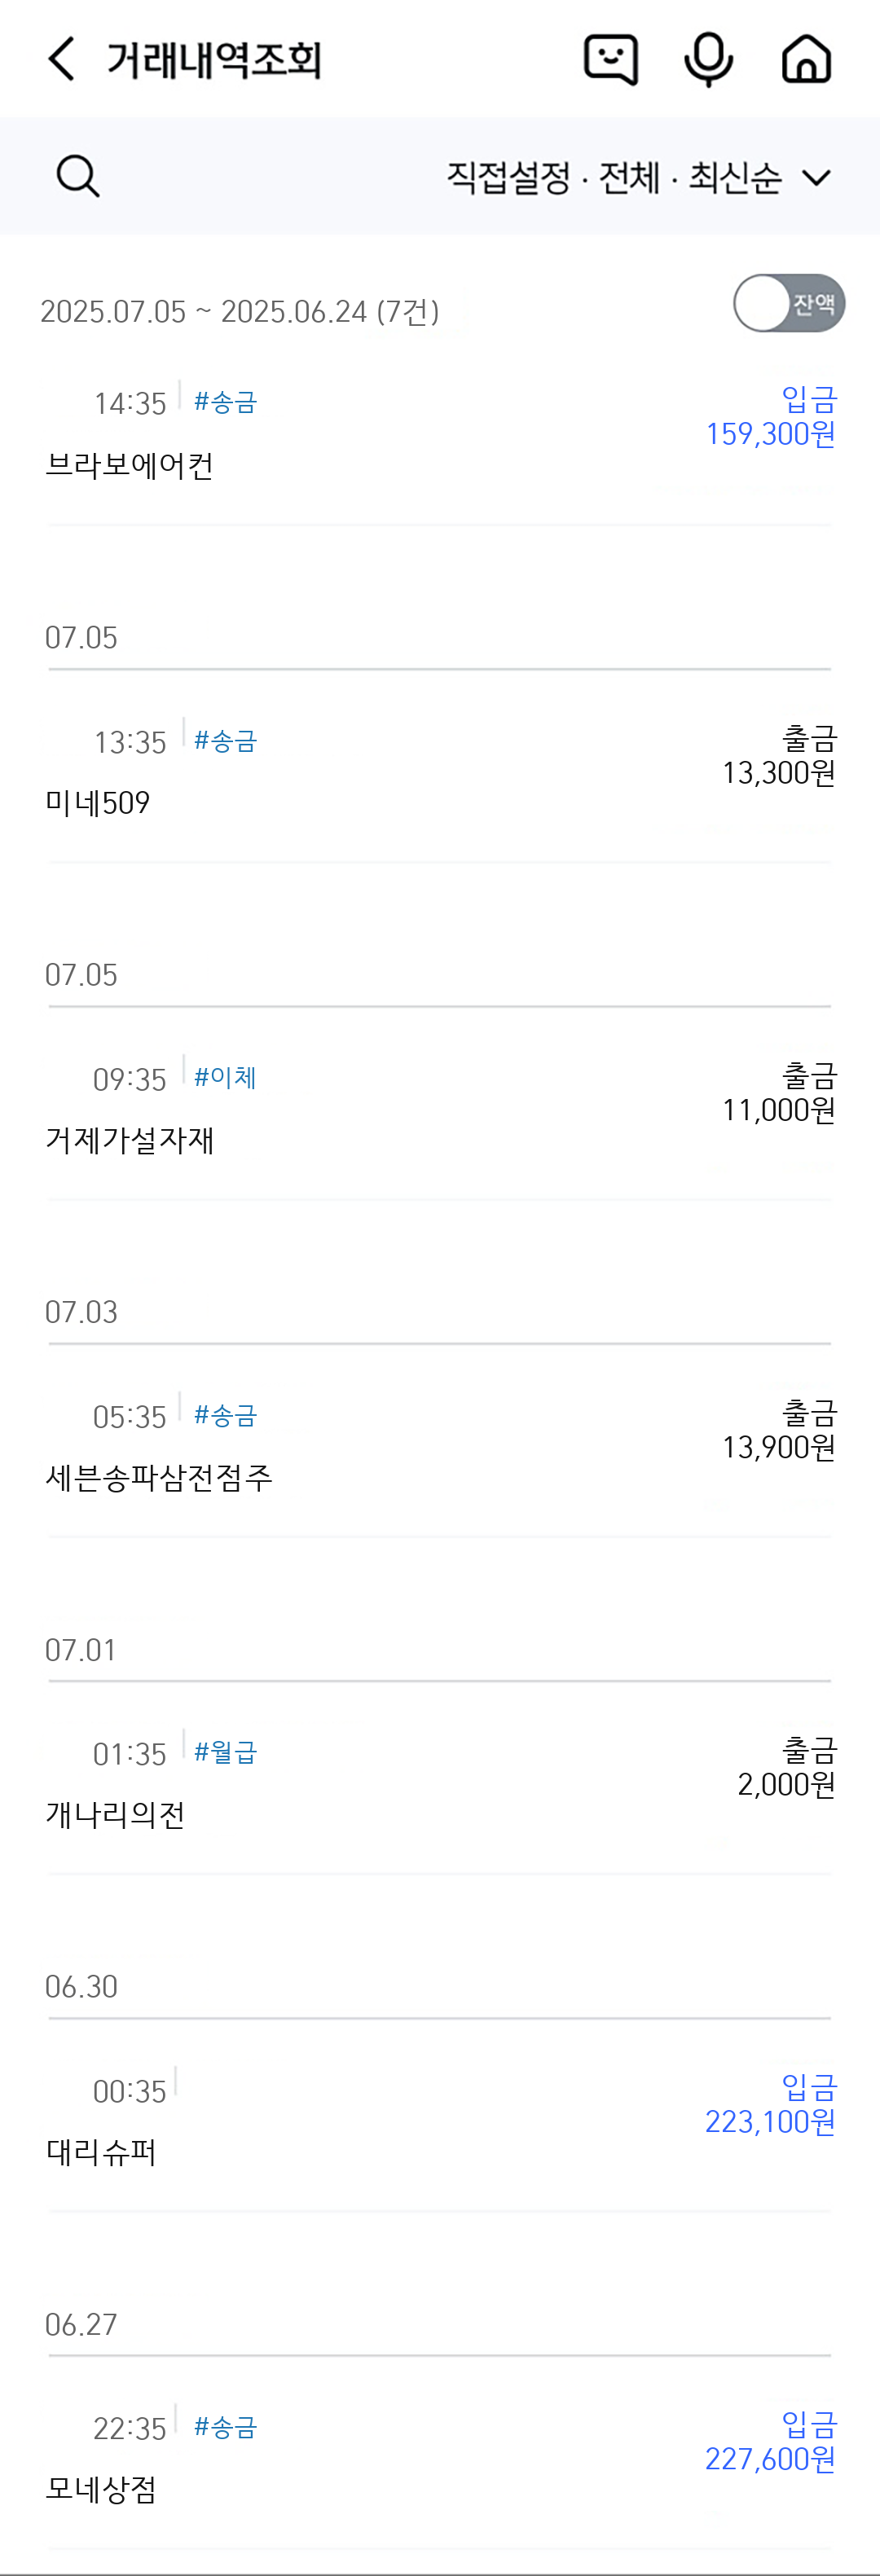 거래내역조회
직접설정 · 전체 · 최신순
2025.07.05 ~ 2025.06.24 (7건)
잔액
14:35 #송금
입금
159,300원
브라보에어컨
07.05
13:35 #송금
출금
13,300원
미네509
07.05
09:35 #이체
출금
11,000원
거제가설자재
07.03
05:35 #송금
출금
13,900원
세븐송파삼전점주
07.01
01:35 #월급
출금
2,000원
개나리의전
06.30
00:35
입금
223,100원
대리슈퍼
06.27
22:35 #송금
입금
227,600원
모네상점